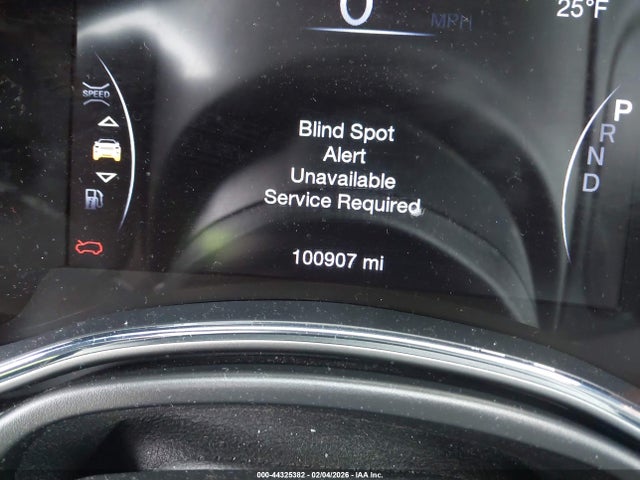 0 MPH
25°F
SPEED
P
R
N
D
Blind Spot
Alert
Unavailable
Service Required
100907 mi
000-44325382 - 02/04/2026 - IAA Inc.